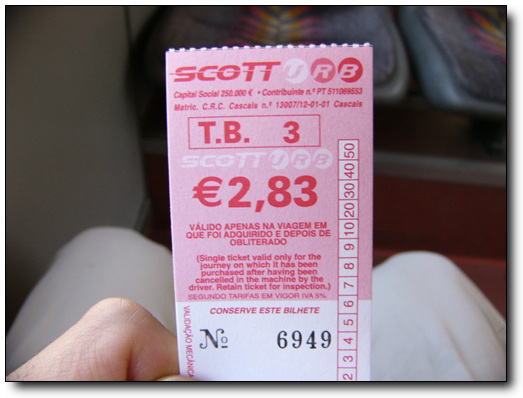 SCOTT URB
Capital Social 250.000 € • Contribuinte n.º PT 511069553
Matric. C.R.C. Cascais n.º 13007/12-01-01 Cascais
T.B. 3
SCOTT URB
€2,83
VÁLIDO APENAS NA VIAGEM EM
QUE FOI ADQUIRIDO E DEPOIS DE
OBLITERADO
(Single ticket valid only for the
journey on which it has been
purchased after having been
cancelled in the machine by the
driver. Retain ticket for inspection.)
SEGUNDO TARIFAS EM VIGOR IVA 5%
CONSERVE ESTE BILHETE
Nº 6949
VALIDAÇÃO MECÂNICA
2 3 4 5 6 7 8 9 10 20 30 40 50